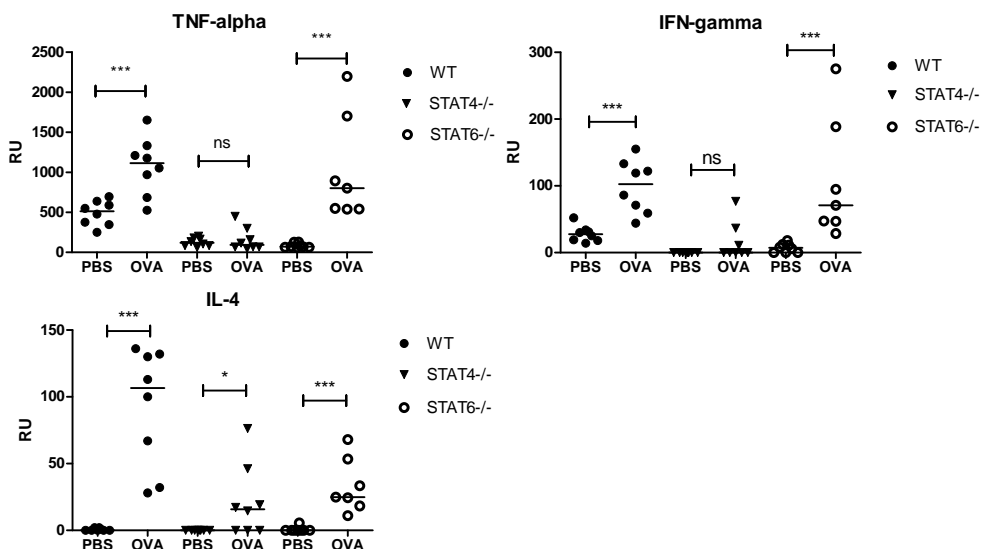 TNF-alpha
2500
2000
1500
1000
500
0
RU
***
ns
***
PBS OVA PBS OVA PBS OVA
WT
STAT4-/-
STAT6-/-
IFN-gamma
300
200
100
0
RU
***
ns
***
PBS OVA PBS OVA PBS OVA
WT
STAT4-/-
STAT6-/-
IL-4
150
100
50
0
RU
***
*
***
PBS OVA PBS OVA PBS OVA
WT
STAT4-/-
STAT6-/-